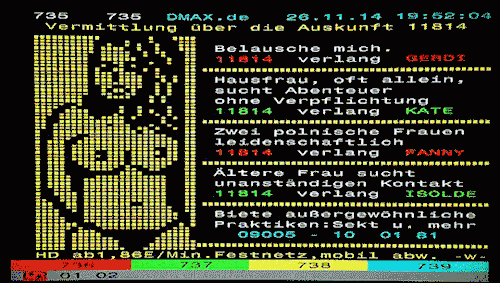 735 735 DMAX.de 26.11.14 19:52:04
Vermittlung über die Auskunft 11814
Belausche mich.
11814 verlang GERDI
Hausfrau, oft allein,
sucht Abenteuer
ohne Verpflichtung
11814 verlang KATE
Zwei polnische Frauen
leidenschaftlich
11814 verlang FANNY
Ältere Frau sucht
unanständigen Kontakt
11814 verlang ISOLDE
Biete außergewöhnliche
Praktiken:Sekt u. mehr
09005 - 10 01 81
HD ab1,86E/Min.Festnetz,mobil abw. -w-
736 737 738 739
01 02